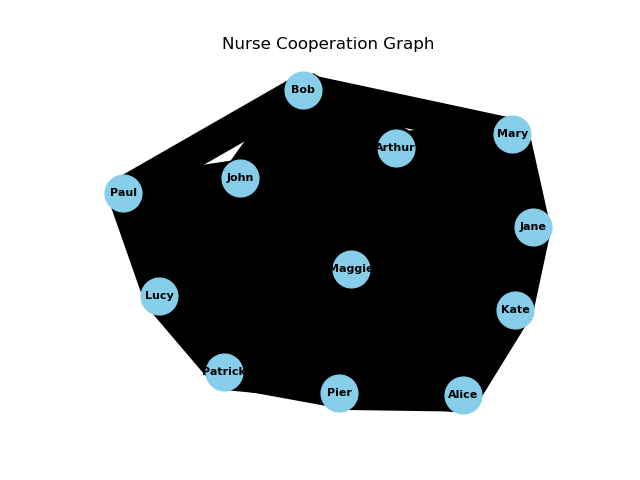 Nurse Cooperation Graph
Bob
Mary
Arthur
John
Paul
Jane
Maggie
Lucy
Kate
Patrick
Pier
Alice